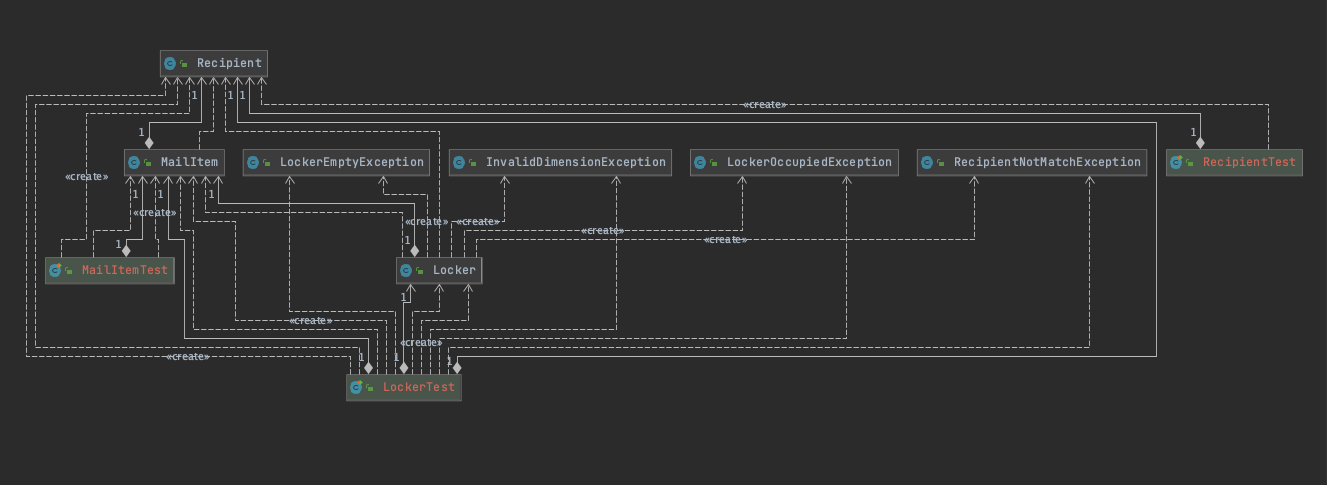 Recipient
1
1
1
«create»
1
1
MailItem
LockerEmptyException
InvalidDimensionException
LockerOccupiedException
RecipientNotMatchException
RecipientTest
«create»
1
1
1
«create»
«create»
«create»
«create»
1
1
«create»
MailItemTest
Locker
1
«create»
«create»
«create»
1
1
1
LockerTest